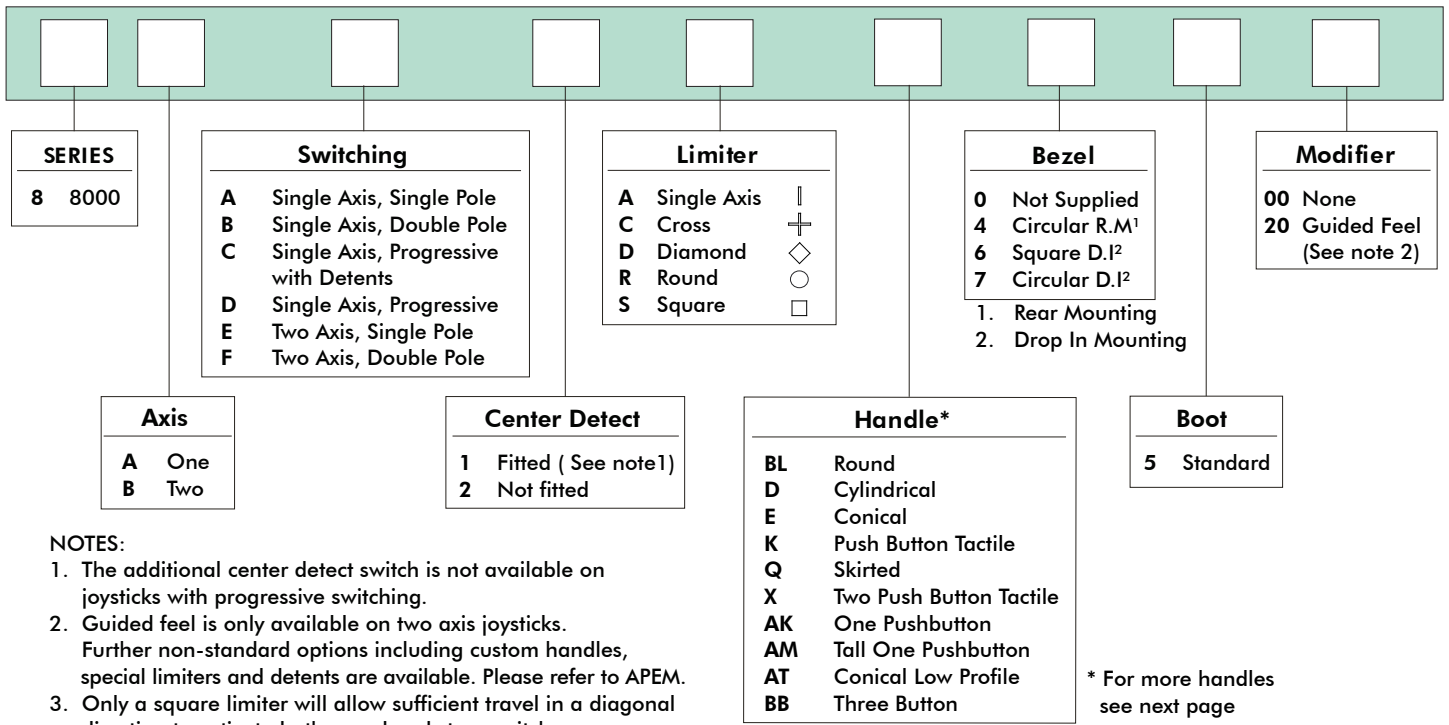 SERIES
8 8000
Switching
A Single Axis, Single Pole
B Single Axis, Double Pole
C Single Axis, Progressive
with Detents
D Single Axis, Progressive
E Two Axis, Single Pole
F Two Axis, Double Pole
Limiter
A Single Axis
C Cross
D Diamond
R Round
S Square
Bezel
0 Not Supplied
4 Circular R.M¹
6 Square D.I²
7 Circular D.I²
1. Rear Mounting
2. Drop In Mounting
Modifier
00 None
20 Guided Feel
(See note 2)
Axis
A One
B Two
Center Detect
1 Fitted ( See note1)
2 Not fitted
Handle*
BL Round
D Cylindrical
E Conical
K Push Button Tactile
Q Skirted
X Two Push Button Tactile
AK One Pushbutton
AM Tall One Pushbutton
AT Conical Low Profile
BB Three Button
Boot
5 Standard
* For more handles
see next page
NOTES:
1. The additional center detect switch is not available on
joysticks with progressive switching.
2. Guided feel is only available on two axis joysticks.
Further non-standard options including custom handles,
special limiters and detents are available. Please refer to APEM.
3. Only a square limiter will allow sufficient travel in a diagonal